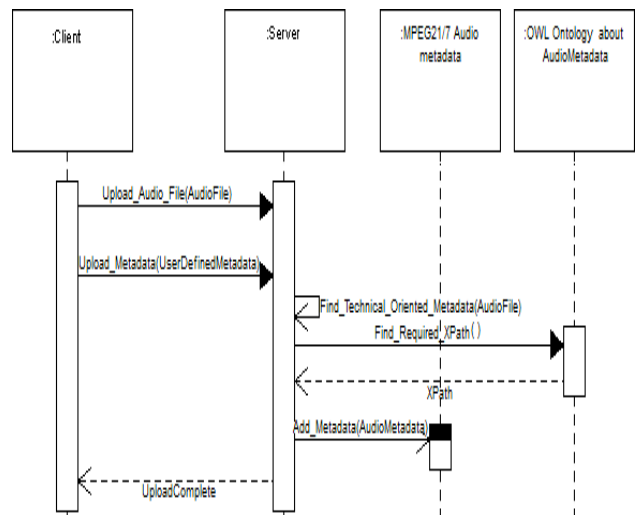 :Client
:Server
:MPEG21/7 Audio
metadata
:OWL Ontology about
AudioMetadata
Upload_Audio_File(AudioFile)
Upload_Metadata(UserDefinedMetadata)
Find_Technical_Oriented_Metadata(AudioFile)
Find_Required_XPath()
XPath
Add_Metadata(AudioMetadata)
UploadComplete